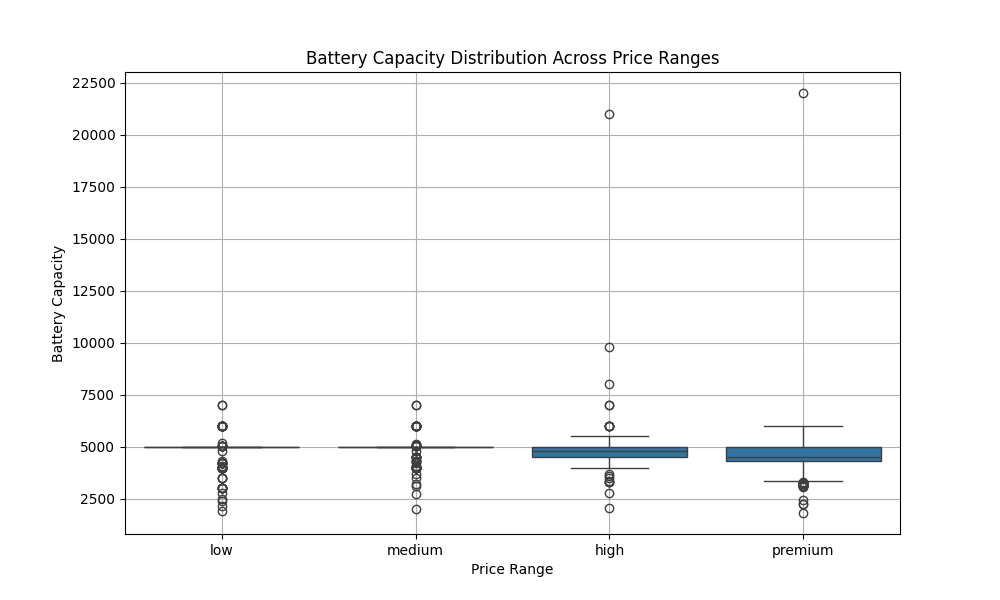 Battery Capacity Distribution Across Price Ranges
22500
20000
17500
15000
12500
10000
7500
5000
2500
Battery Capacity
low medium high premium
Price Range